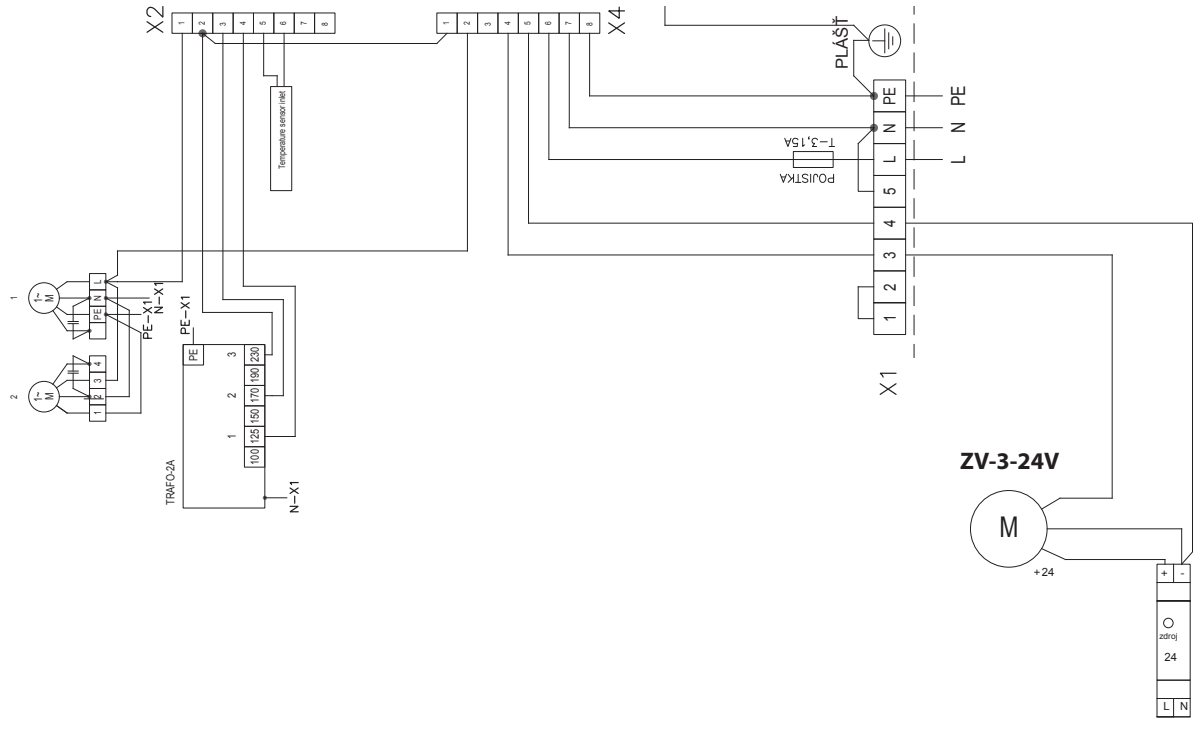 X2
1 2 3 4 5 6 7 8
X4
1 2 3 4 5 6 7 8
Temperature sensor inlet
PLÁŠŤ
PE
N
L
5
4
3
2
1
X1
PE
N
L
T-3,15A
POJISTKA
1
1~
M
L
N
PE
PE-X1
N-X1
2
1~
M
4
3
2
1
TRAFO-2A
PE
PE-X1
3
2
1
230
190
170
150
125
100
N-X1
ZV-3-24V
M
+24
+ -
zdroj
24
L N